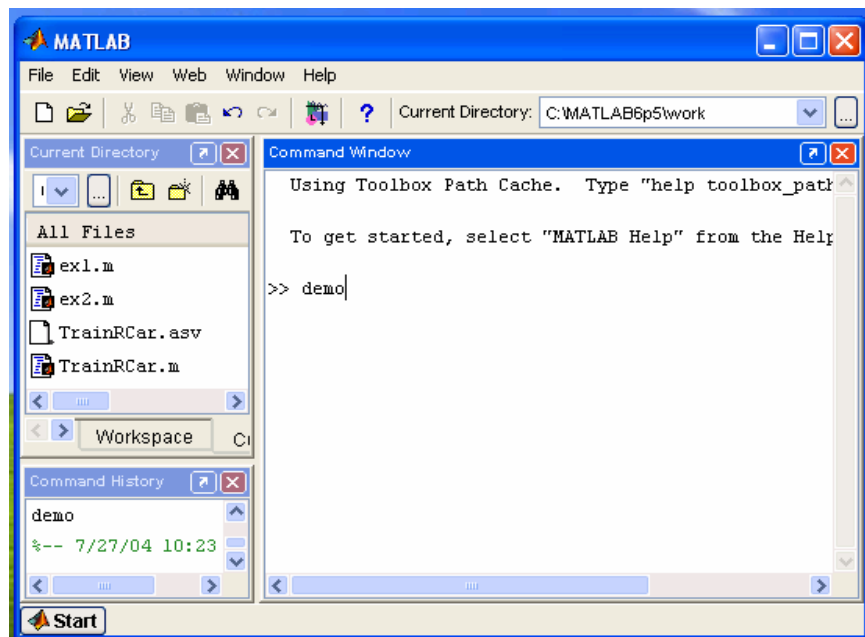 MATLAB
File Edit View Web Window Help
? Current Directory: C:\MATLAB6p5\work ...
Current Directory
...
All Files
ex1.m
ex2.m
TrainRCar.asv
TrainRCar.m
Workspace
Command History
demo
%-- 7/27/04 10:23
Command Window
Using Toolbox Path Cache. Type "help toolbox_path
To get started, select "MATLAB Help" from the Help
>> demo
Start